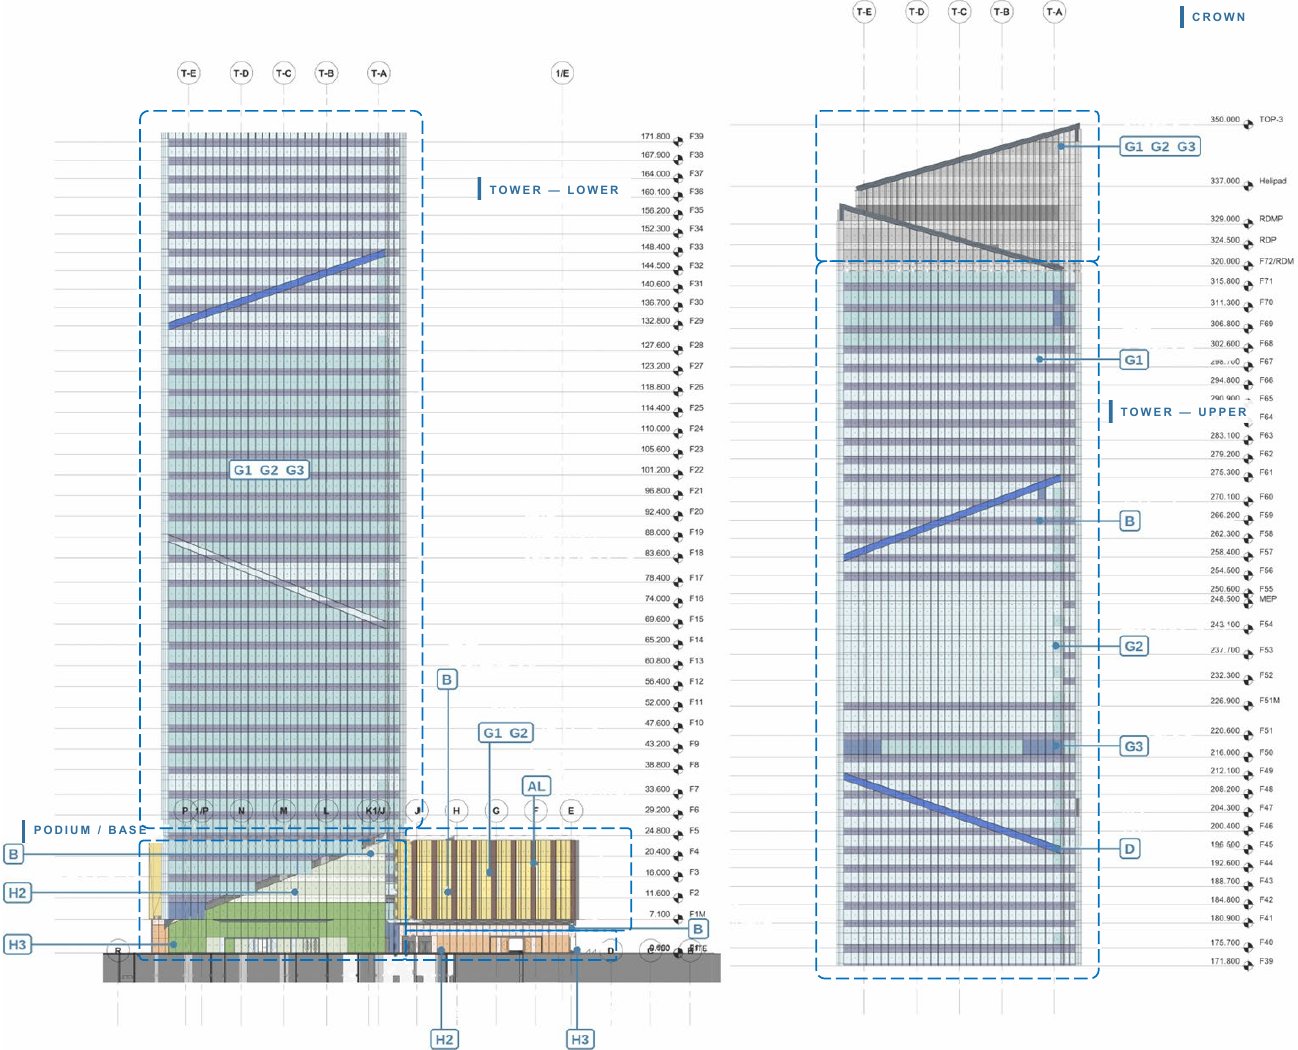 T-E T-D T-C T-B T-A
CROWN
T-E T-D T-C T-B T-A 1/E
350.000 TOP-3
G1 G2 G3
337.000 Helipad
329.000 RDMP
324.500 RDP
320.000 F72/RDM
315.800 F71
311.300 F70
306.800 F69
302.600 F68
G1
298.700 F67
294.800 F66
290.900 F65
TOWER — UPPER
F64
283.100 F63
279.200 F62
275.300 F61
270.100 F60
B
266.200 F59
262.300 F58
258.400 F57
254.500 F56
250.600 F55
248.500 MEP
243.100 F54
G2
237.700 F53
232.300 F52
226.900 F51M
220.600 F51
G3
216.000 F50
212.100 F49
208.200 F48
204.300 F47
200.400 F46
D
196.500 F45
192.600 F44
188.700 F43
184.800 F42
180.900 F41
175.700 F40
171.800 F39
171.800 F39
167.900 F38
164.000 F37
TOWER — LOWER
160.100 F36
156.200 F35
152.300 F34
148.400 F33
144.500 F32
140.600 F31
136.700 F30
132.800 F29
127.600 F28
123.200 F27
118.800 F26
114.400 F25
110.000 F24
105.600 F23
G1 G2 G3
101.200 F22
96.800 F21
92.400 F20
88.000 F19
83.600 F18
78.400 F17
74.000 F16
69.600 F15
65.200 F14
60.800 F13
B
56.400 F12
52.000 F11
47.600 F10
G1 G2
43.200 F9
38.800 F8
AL
33.600 F7
P 1/P N M L K 1/J J H G F E
29.200 F6
PODIUM / BASE
24.800 F5
B
20.400 F4
16.000 F3
H2
11.600 F2
7.100 F1M
B
H3
R D
H2
H3